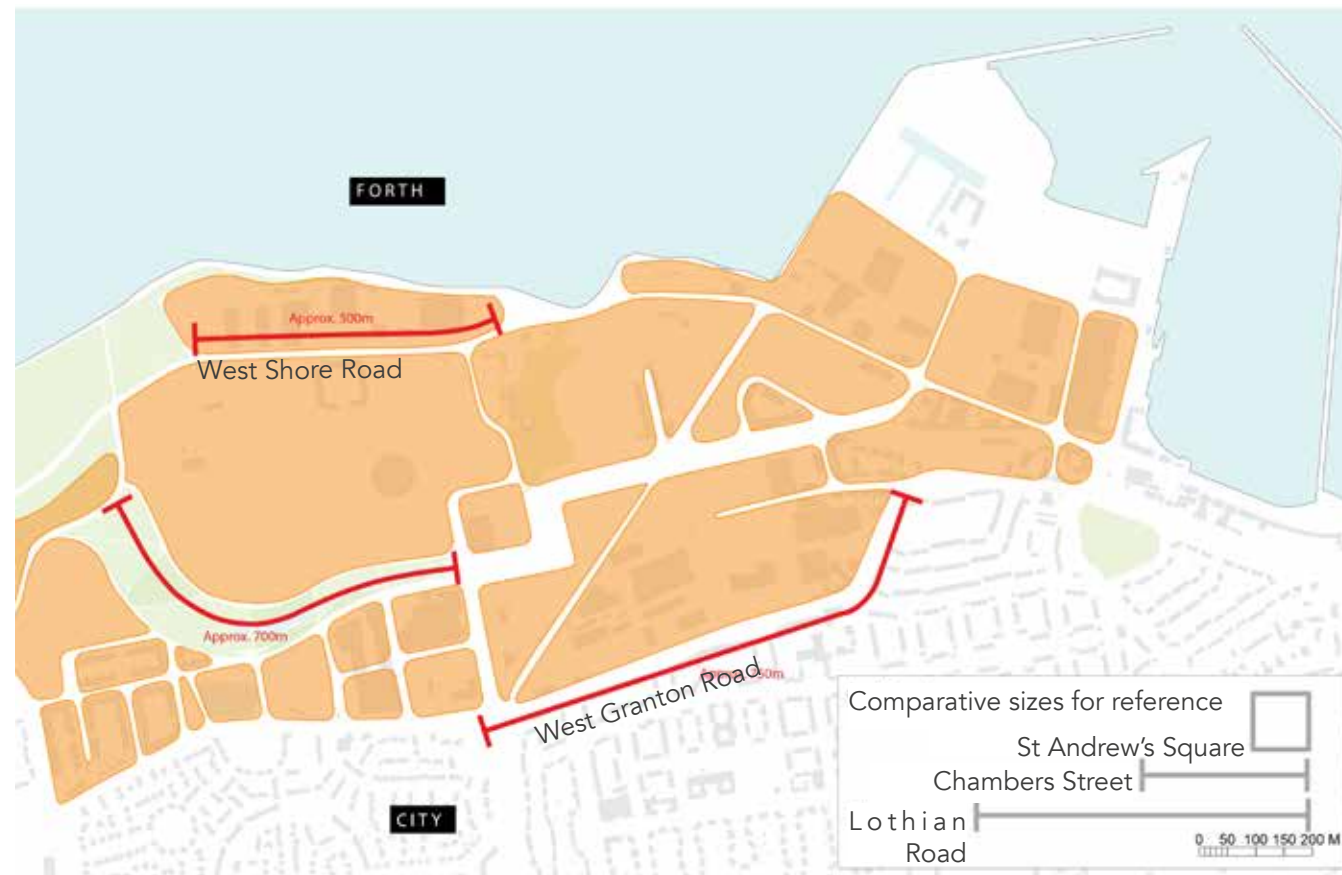 FORTH
Approx. 500m
West Shore Road
Approx. 700m
West Granton Road
Comparative sizes for reference
St Andrew's Square
Chambers Street
Lothian
Road
0 50 100 150 200 M
CITY